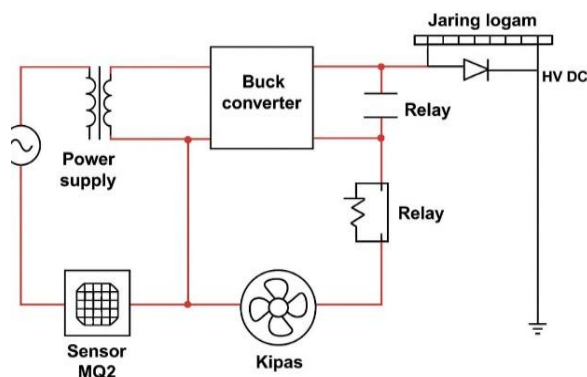 Jaring logam
HV DC
Buck
converter
Relay
Power
supply
Relay
Sensor
MQ2
Kipas